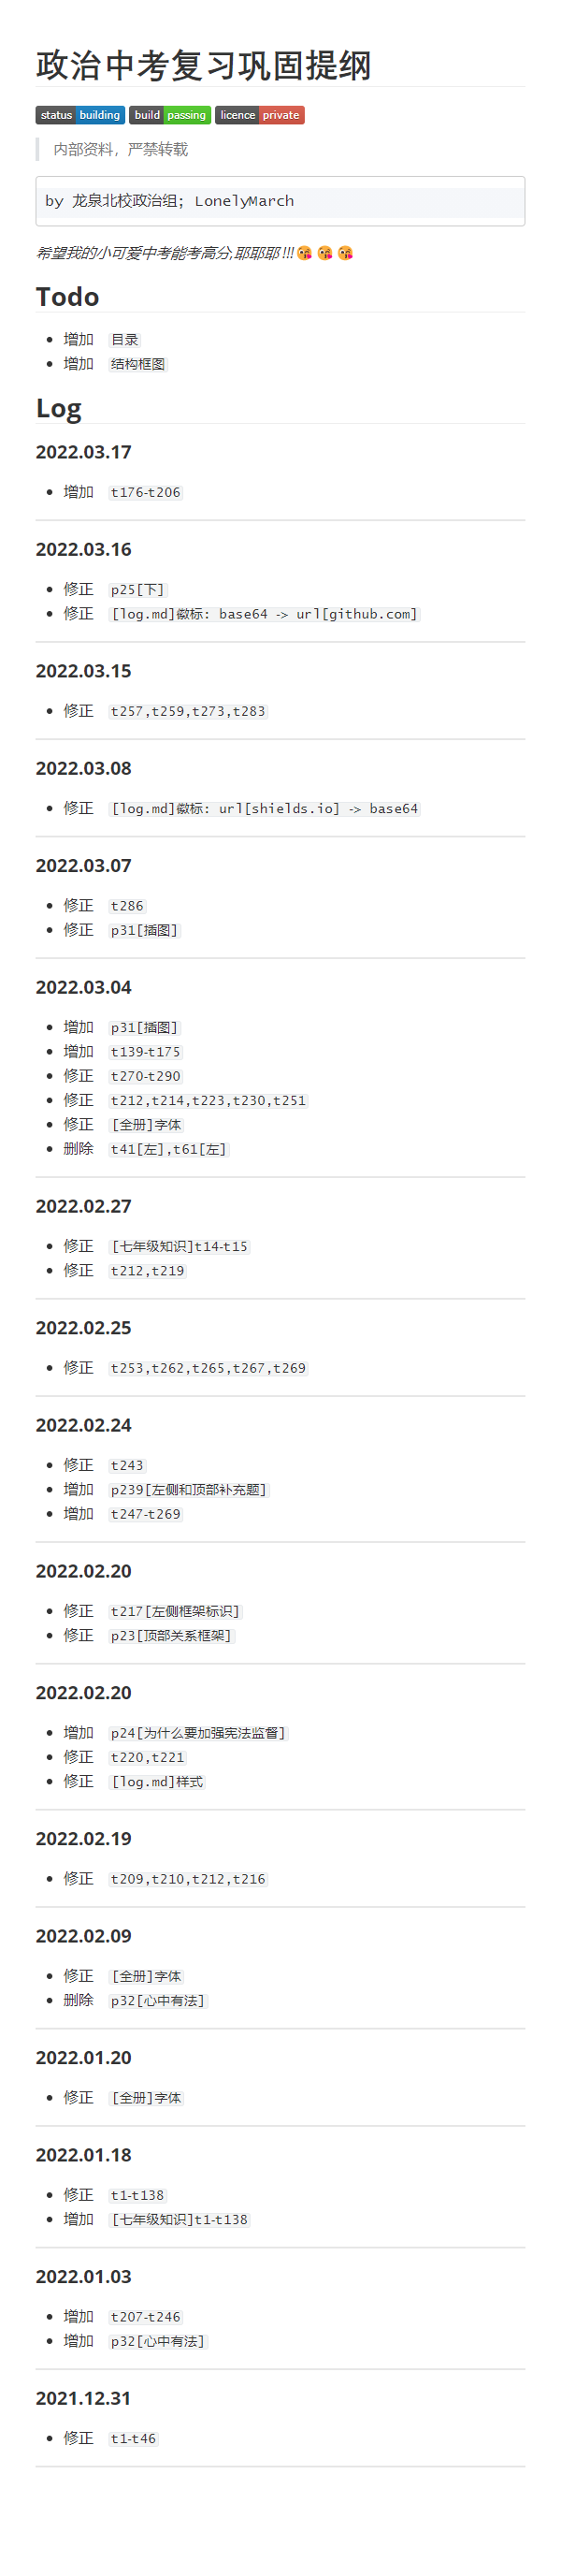 政治中考复习巩固提纲
status building build passing licence private
内部资料，严禁转载
by 龙泉北校政治组; LonelyMarch
希望我的小可爱中考能考高分,耶耶耶!!!😘😘😘
Todo
增加 目录
增加 结构框图
Log
2022.03.17
增加 t176-t206
2022.03.16
修正 p25[下]
修正 [log.md]徽标: base64 -> url[github.com]
2022.03.15
修正 t257,t259,t273,t283
2022.03.08
修正 [log.md]徽标: url[shields.io] -> base64
2022.03.07
修正 t286
修正 p31[插图]
2022.03.04
增加 p31[插图]
增加 t139-t175
修正 t270-t290
修正 t212,t214,t223,t230,t251
修正 [全册]字体
删除 t41[左],t61[左]
2022.02.27
修正 [七年级知识]t14-t15
修正 t212,t219
2022.02.25
修正 t253,t262,t265,t267,t269
2022.02.24
修正 t243
增加 p239[左侧和顶部补充题]
增加 t247-t269
2022.02.20
修正 t217[左侧框架标识]
修正 p23[顶部关系框架]
2022.02.20
增加 p24[为什么要加强宪法监督]
修正 t220,t221
修正 [log.md]样式
2022.02.19
修正 t209,t210,t212,t216
2022.02.09
修正 [全册]字体
删除 p32[心中有法]
2022.01.20
修正 [全册]字体
2022.01.18
修正 t1-t138
增加 [七年级知识]t1-t138
2022.01.03
增加 t207-t246
增加 p32[心中有法]
2021.12.31
修正 t1-t46